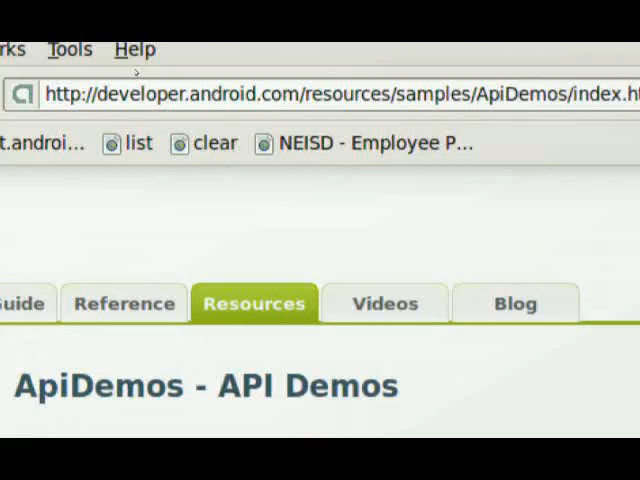 rks Tools Help
http://developer.android.com/resources/samples/ApiDemos/index.ht
t.androi... list clear NEISD - Employee P...
Guide Reference Resources Videos Blog
ApiDemos - API Demos